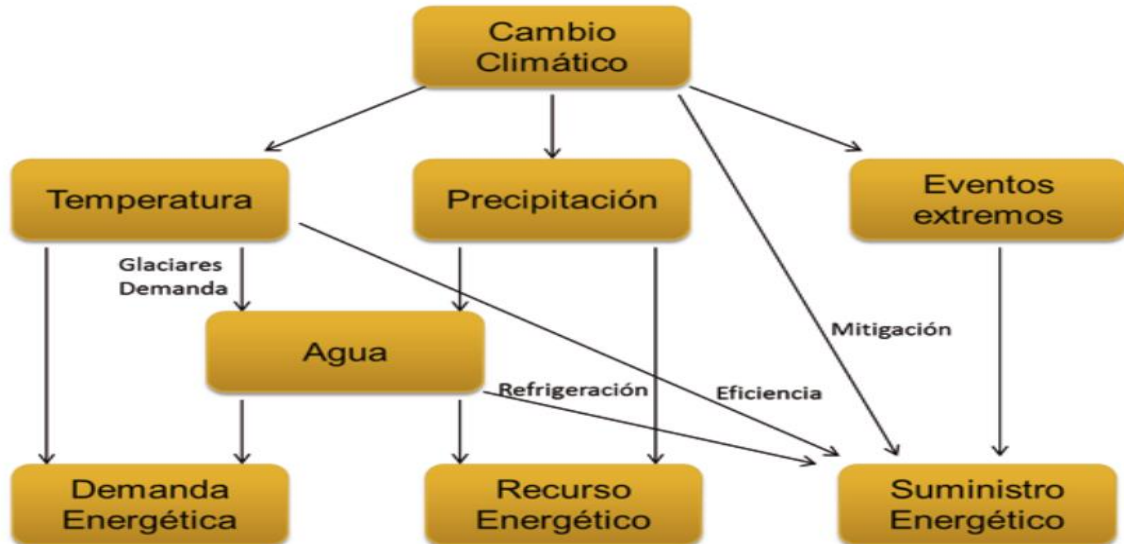 Cambio
Climático
Temperatura
Precipitación
Eventos
extremos
Glaciares
Demanda
Agua
Mitigación
Refrigeración
Eficiencia
Demanda
Energética
Recurso
Energético
Suministro
Energético